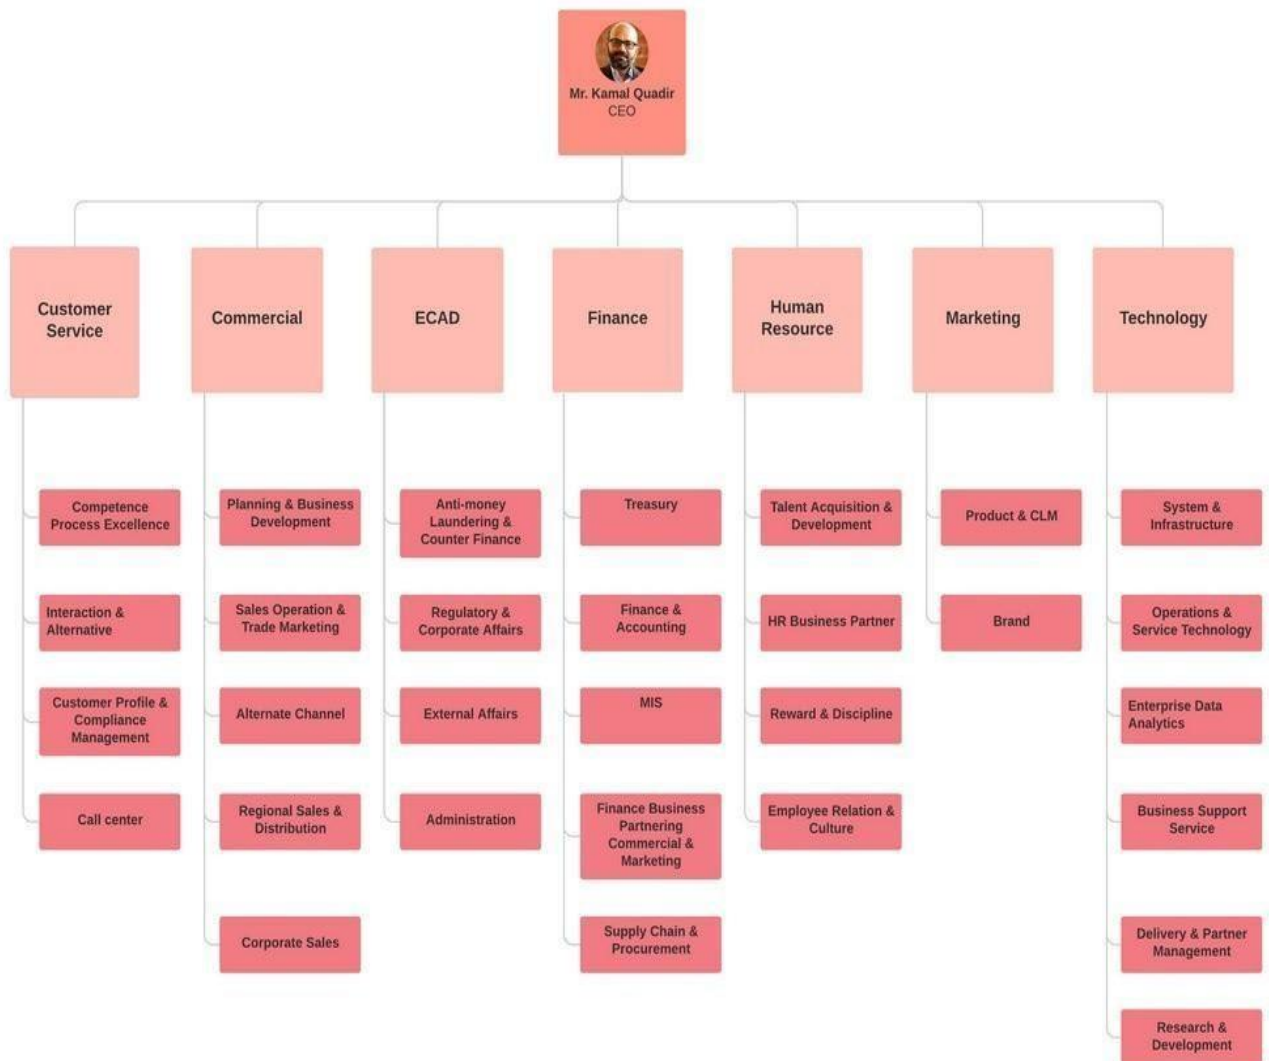 Mr. Kamal Quadir
CEO
Customer
Service
Commercial
ECAD
Finance
Human
Resource
Marketing
Technology
Competence
Process Excellence
Interaction &
Alternative
Customer Profile &
Compliance
Management
Call center
Planning & Business
Development
Sales Operation &
Trade Marketing
Alternate Channel
Regional Sales &
Distribution
Corporate Sales
Anti-money
Laundering &
Counter Finance
Regulatory &
Corporate Affairs
External Affairs
Administration
Treasury
Finance &
Accounting
MIS
Finance Business
Partnering
Commercial &
Marketing
Supply Chain &
Procurement
Talent Acquisition &
Development
HR Business Partner
Reward & Discipline
Employee Relation &
Culture
Product & CLM
Brand
System &
Infrastructure
Operations &
Service Technology
Enterprise Data
Analytics
Business Support
Service
Delivery & Partner
Management
Research &
Development